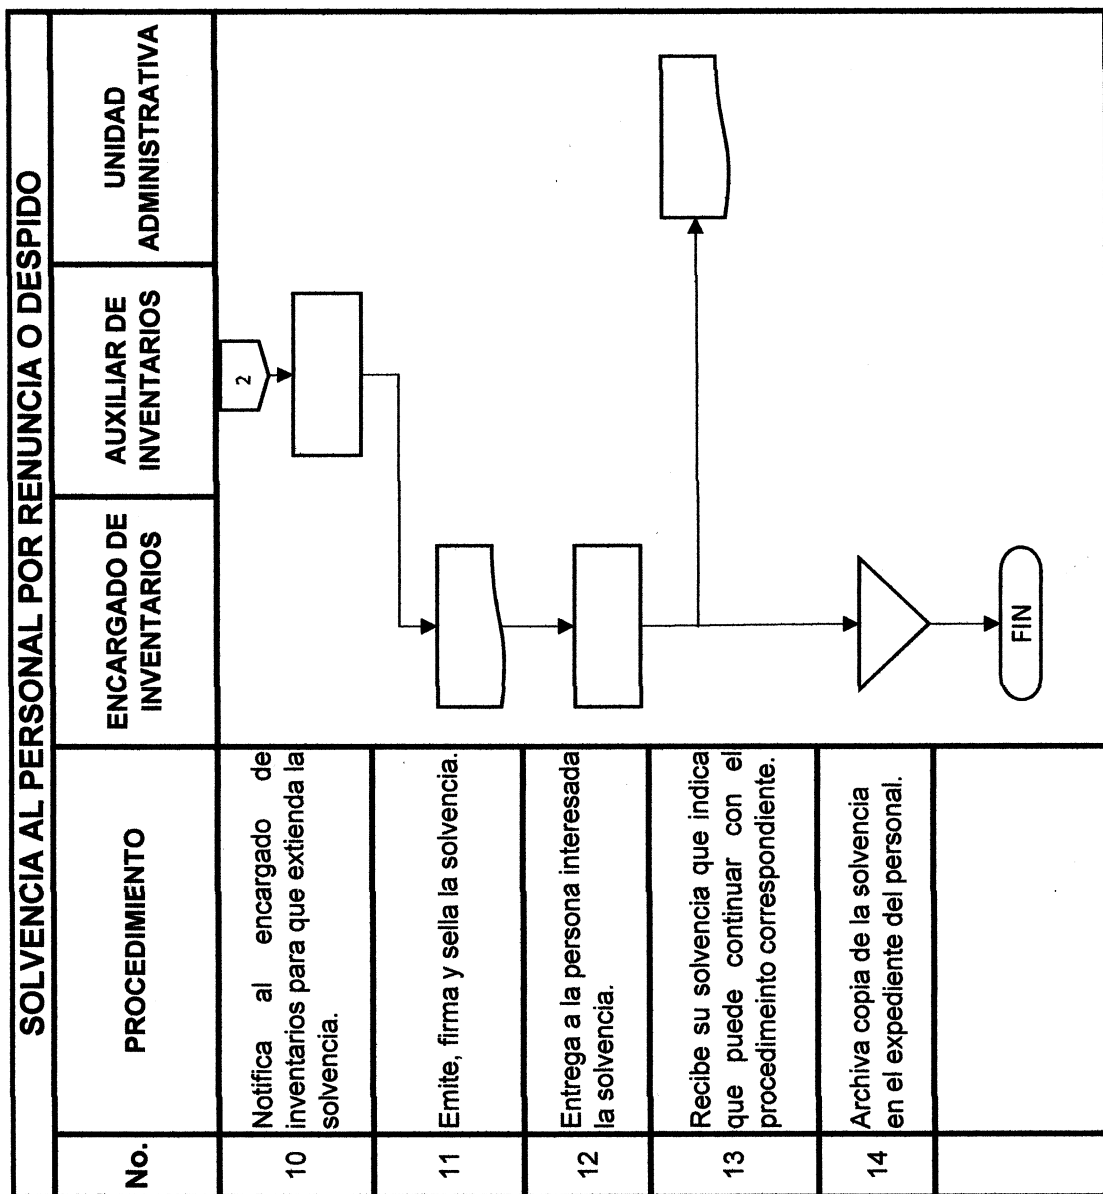 SOLVENCIA AL PERSONAL POR RENUNCIA O DESPIDO
No.
PROCEDIMIENTO
ENCARGADO DE
INVENTARIOS
AUXILIAR DE
INVENTARIOS
UNIDAD
ADMINISTRATIVA
10
Notifica al encargado de
inventarios para que extienda la
solvencia.
2
11
Emite, firma y sella la solvencia.
12
Entrega a la persona interesada
la solvencia.
13
Recibe su solvencia que indica
que puede continuar con el
procedimeinto correspondiente.
14
Archiva copia de la solvencia
en el expediente del personal.
FIN